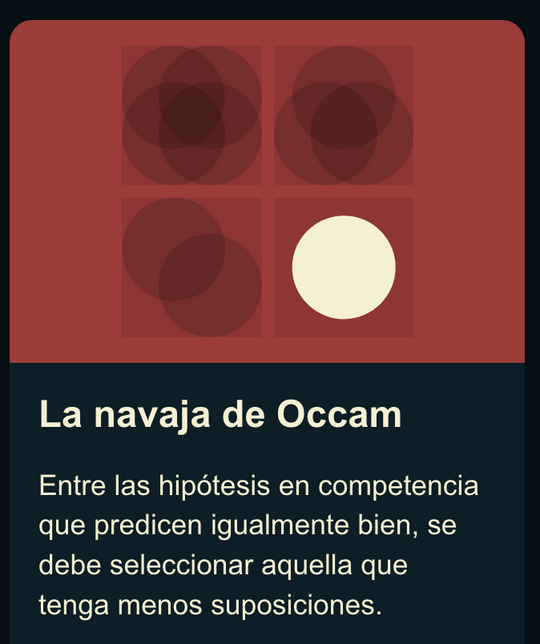 La navaja de Occam
Entre las hipótesis en competencia
que predicen igualmente bien, se
debe seleccionar aquella que
tenga menos suposiciones.